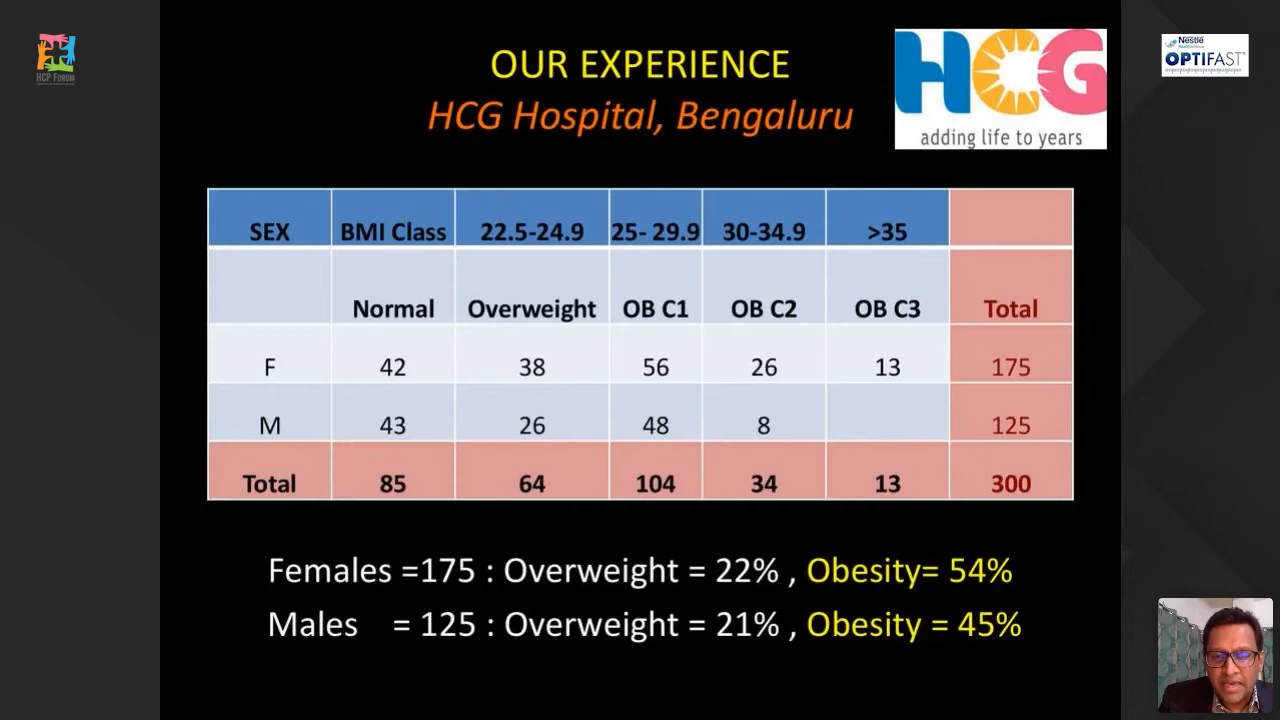 OUR EXPERIENCE
HCG Hospital, Bengaluru
HCG
adding life to years
HCP FORUM
Nestlé
HealthScience
OPTIFAST
SEX BMI Class 22.5-24.9 25- 29.9 30-34.9 >35
Normal Overweight OB C1 OB C2 OB C3 Total
F 42 38 56 26 13 175
M 43 26 48 8 125
Total 85 64 104 34 13 300
Females =175 : Overweight = 22% , Obesity= 54%
Males = 125 : Overweight = 21% , Obesity = 45%